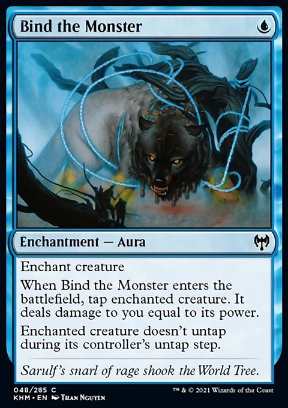 Bind the Monster
Enchantment — Aura
Enchant creature
When Bind the Monster enters the
battlefield, tap enchanted creature. It
deals damage to you equal to its power.
Enchanted creature doesn't untap
during its controller's untap step.
Sarulf's snarl of rage shook the World Tree.
048/285 C
KHM • EN Tran Nguyen
™ & © 2021 Wizards of the Coast